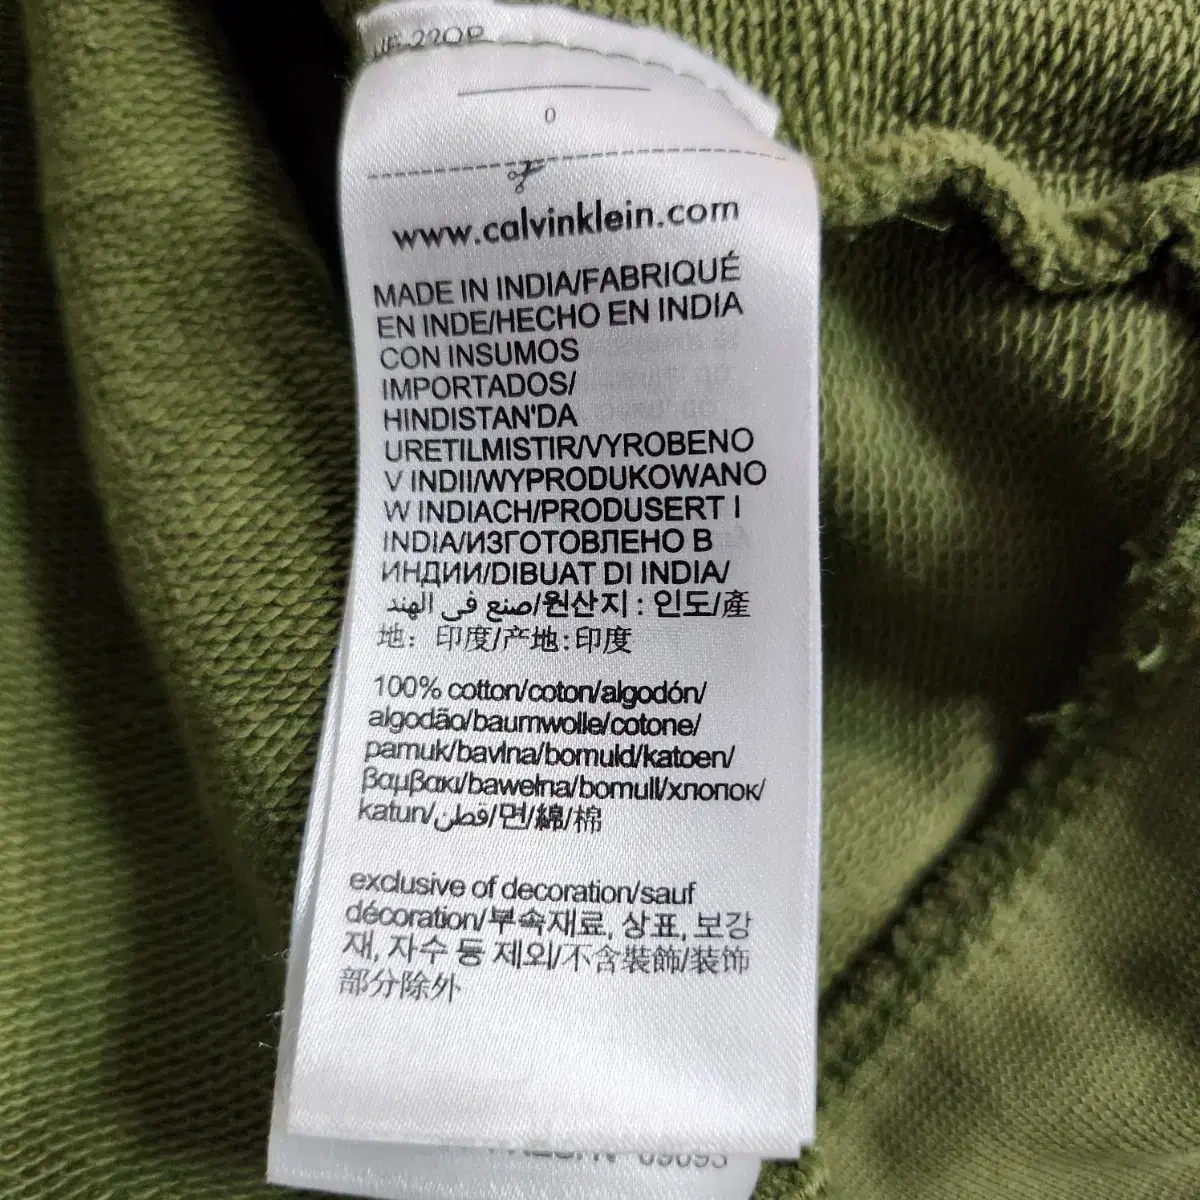 0
www.calvinklein.com
MADE IN INDIA/FABRIQUÉ
EN INDE/HECHO EN INDIA
CON INSUMOS
IMPORTADOS/
HINDISTAN'DA
URETILMISTIR/VYROBENO
V INDII/WYPRODUKOWANO
W INDIACH/PRODUSERT I
INDIA/ИЗГОТОВЛЕНО В
ИНДИИ/DIBUAT DI INDIA/
صنع في الهند/원산지 : 인도/產
地: 印度/产地:印度
100% cotton/coton/algodón/
algodão/baumwolle/cotone/
pamuk/bavlna/bomuld/katoen/
βαμβακι/bawełna/bomull/хлопок/
katun/قطن/면/綿/棉
exclusive of decoration/sauf
décoration/부속재료, 상표, 보강
재, 자수 등 제외/不含裝飾/装饰
部分除外